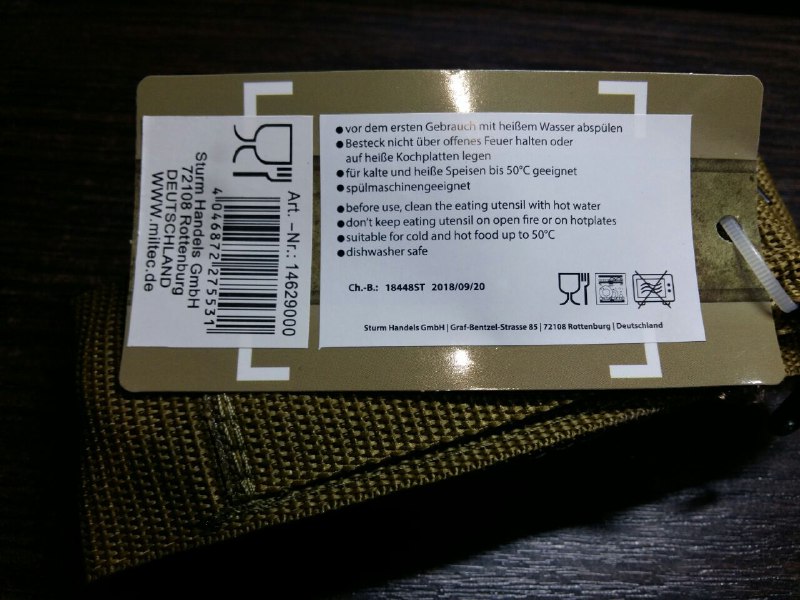 Sturm Handels GmbH
72108 Rottenburg
DEUTSCHLAND
www.miltec.de
4 046872 273531
Art. –Nr.: 14629000
● vor dem ersten Gebrauch mit heißem Wasser abspülen
● Besteck nicht über offenes Feuer halten oder
auf heiße Kochplatten legen
● für kalte und heiße Speisen bis 50°C geeignet
● spülmaschinengeeignet
● before use, clean the eating utensil with hot water
● don't keep eating utensil on open fire or on hotplates
● suitable for cold and hot food up to 50°C
● dishwasher safe
Ch.-B.: 18448ST 2018/09/20
Sturm Handels GmbH | Graf-Bentzel-Strasse 85 | 72108 Rottenburg | Deutschland